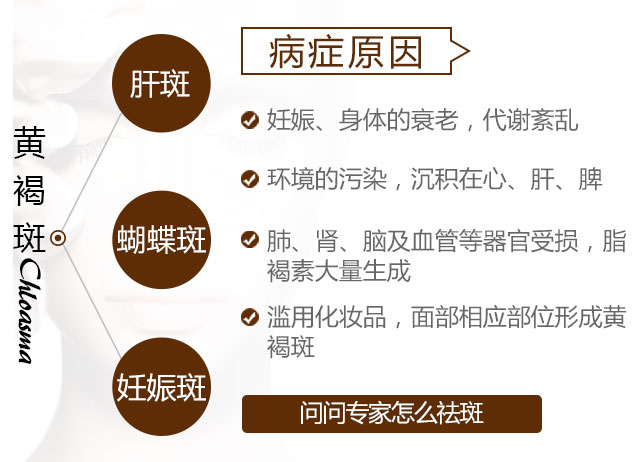 黄褐斑
Chloasma
肝斑
蝴蝶斑
妊娠斑
病症原因
妊娠、身体的衰老，代谢紊乱
环境的污染，沉积在心、肝、脾
肺、肾、脑及血管等器官受损，脂
褐素大量生成
滥用化妆品，面部相应部位形成黄
褐斑
问问专家怎么祛斑